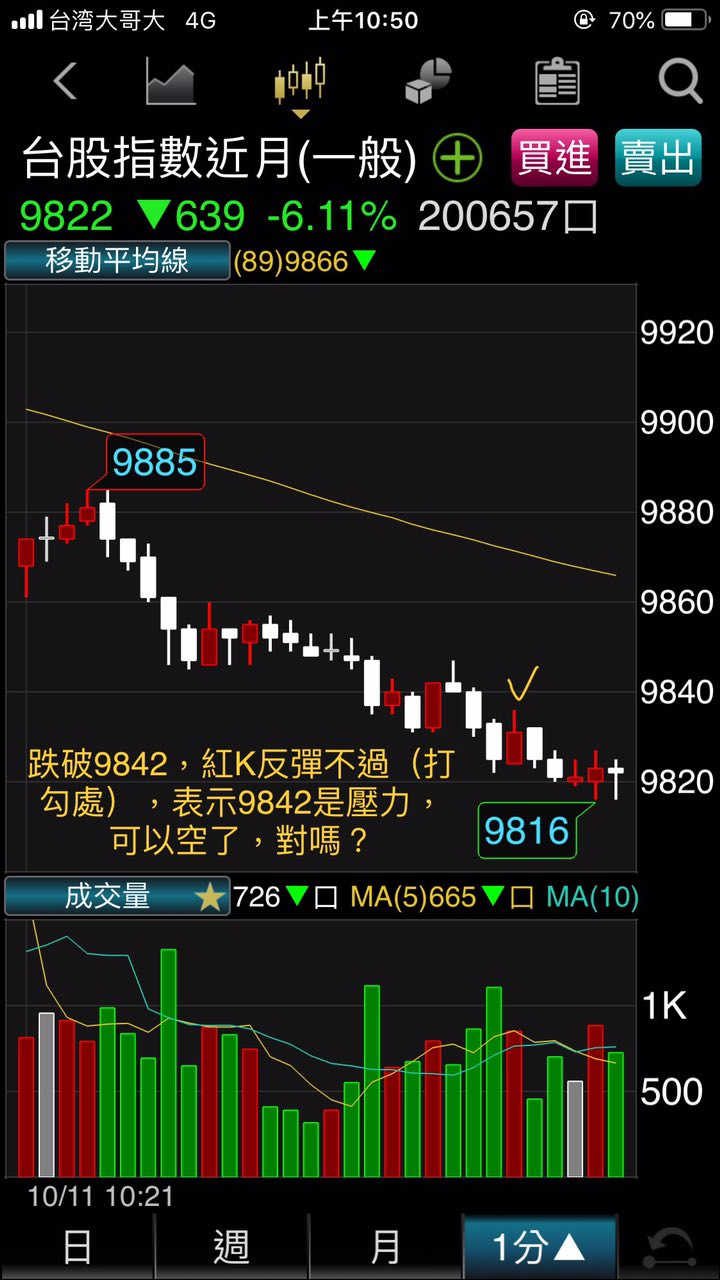 台湾大哥大 4G 上午10:50 70%
台股指數近月(一般) 買進 賣出
9822 ▼639 -6.11% 200657口
移動平均線 (89)9866▼
9920
9900
9885
9880
9860
9840
跌破9842，紅K反彈不過（打
勾處），表示9842是壓力，
可以空了，對嗎？
9820
9816
成交量 ★ 726▼口 MA(5)665▼口 MA(10)
1K
500
10/11 10:21
日 週 月 1分▲